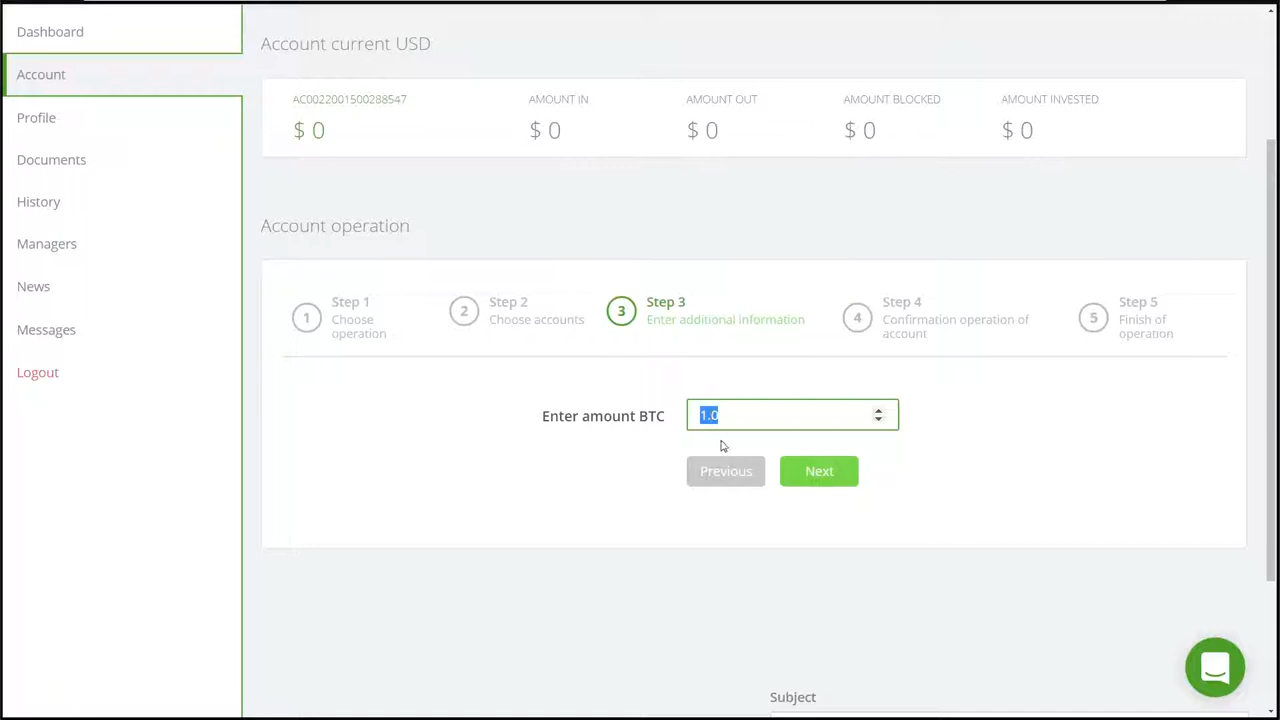 Dashboard
Account
Profile
Documents
History
Managers
News
Messages
Logout
Account current USD
AC0022001500288547
AMOUNT IN
AMOUNT OUT
AMOUNT BLOCKED
AMOUNT INVESTED
$ 0
$ 0
$ 0
$ 0
$ 0
Account operation
1
Step 1
Choose
operation
2
Step 2
Choose accounts
3
Step 3
Enter additional information
4
Step 4
Confirmation operation of
account
5
Step 5
Finish of
operation
Enter amount BTC
1.0
Previous
Next
Subject